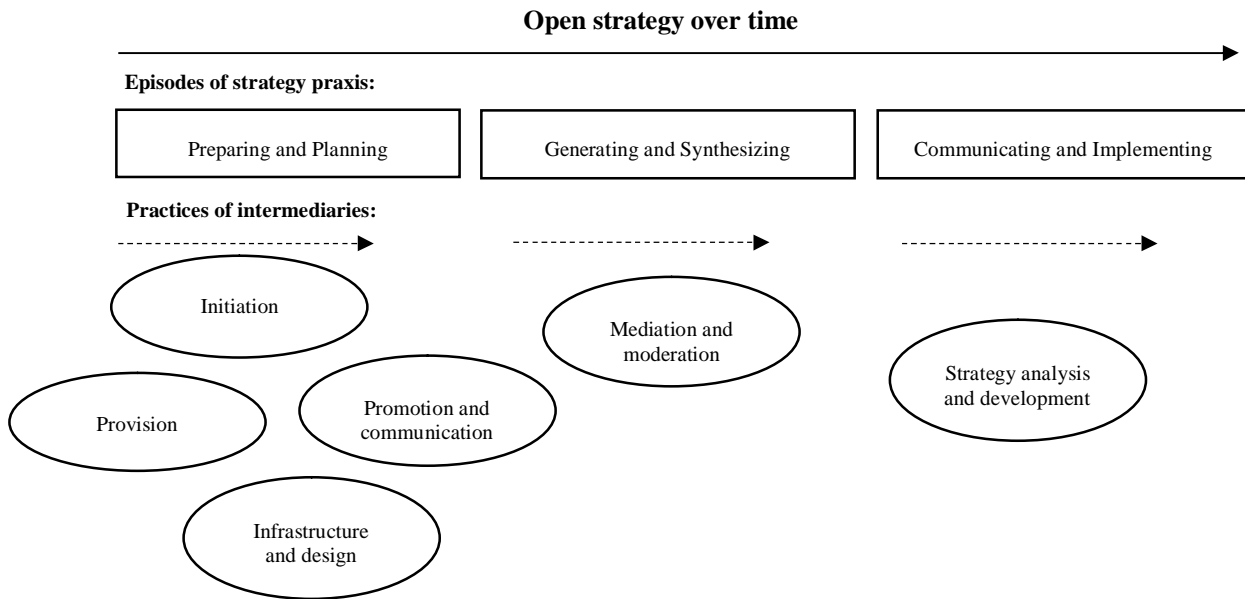 Open strategy over time
Episodes of strategy praxis:
Preparing and Planning
Generating and Synthesizing
Communicating and Implementing
Practices of intermediaries:
Initiation
Mediation and
moderation
Strategy analysis
and development
Provision
Promotion and
communication
Infrastructure
and design